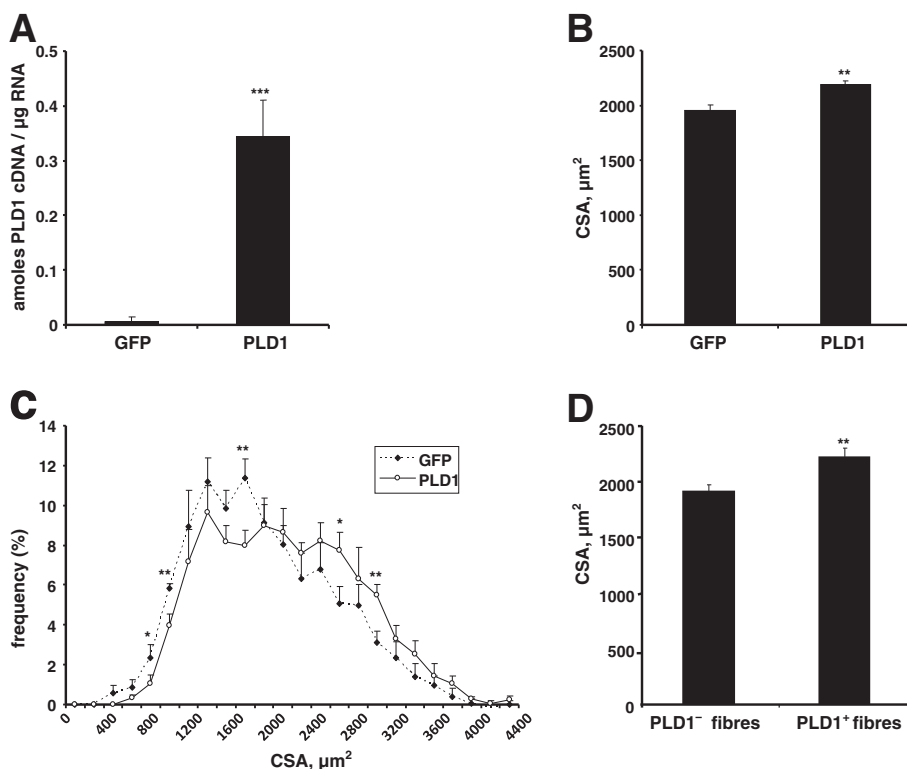 A
amoles PLD1 cDNA / µg RNA
0.5
0.4
0.3
0.2
0.1
0
***
GFP
PLD1
B
CSA, µm²
2500
2000
1500
1000
500
0
**
GFP
PLD1
C
frequency (%)
14
12
10
8
6
4
2
0
*
**
**
*
**
GFP
PLD1
0
400
800
1200
1600
2000
2400
2800
3200
3600
4000
4400
CSA, µm²
D
CSA, µm²
2500
2000
1500
1000
500
0
**
PLD1⁻ fibres
PLD1⁺ fibres